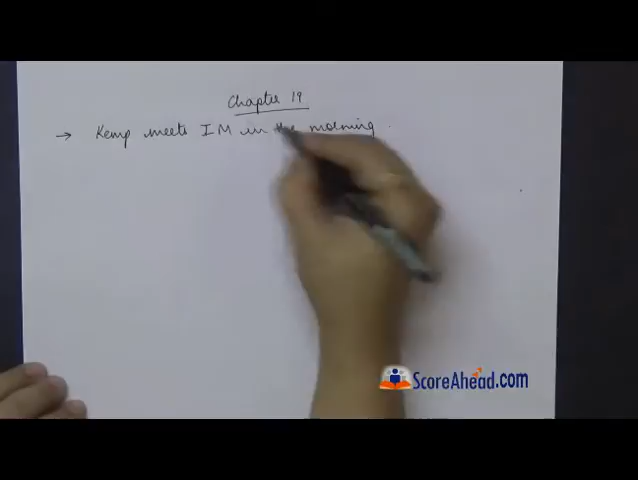 Chapter 19
→ Kemp meets IM in the morning.
ScoreAhead.com